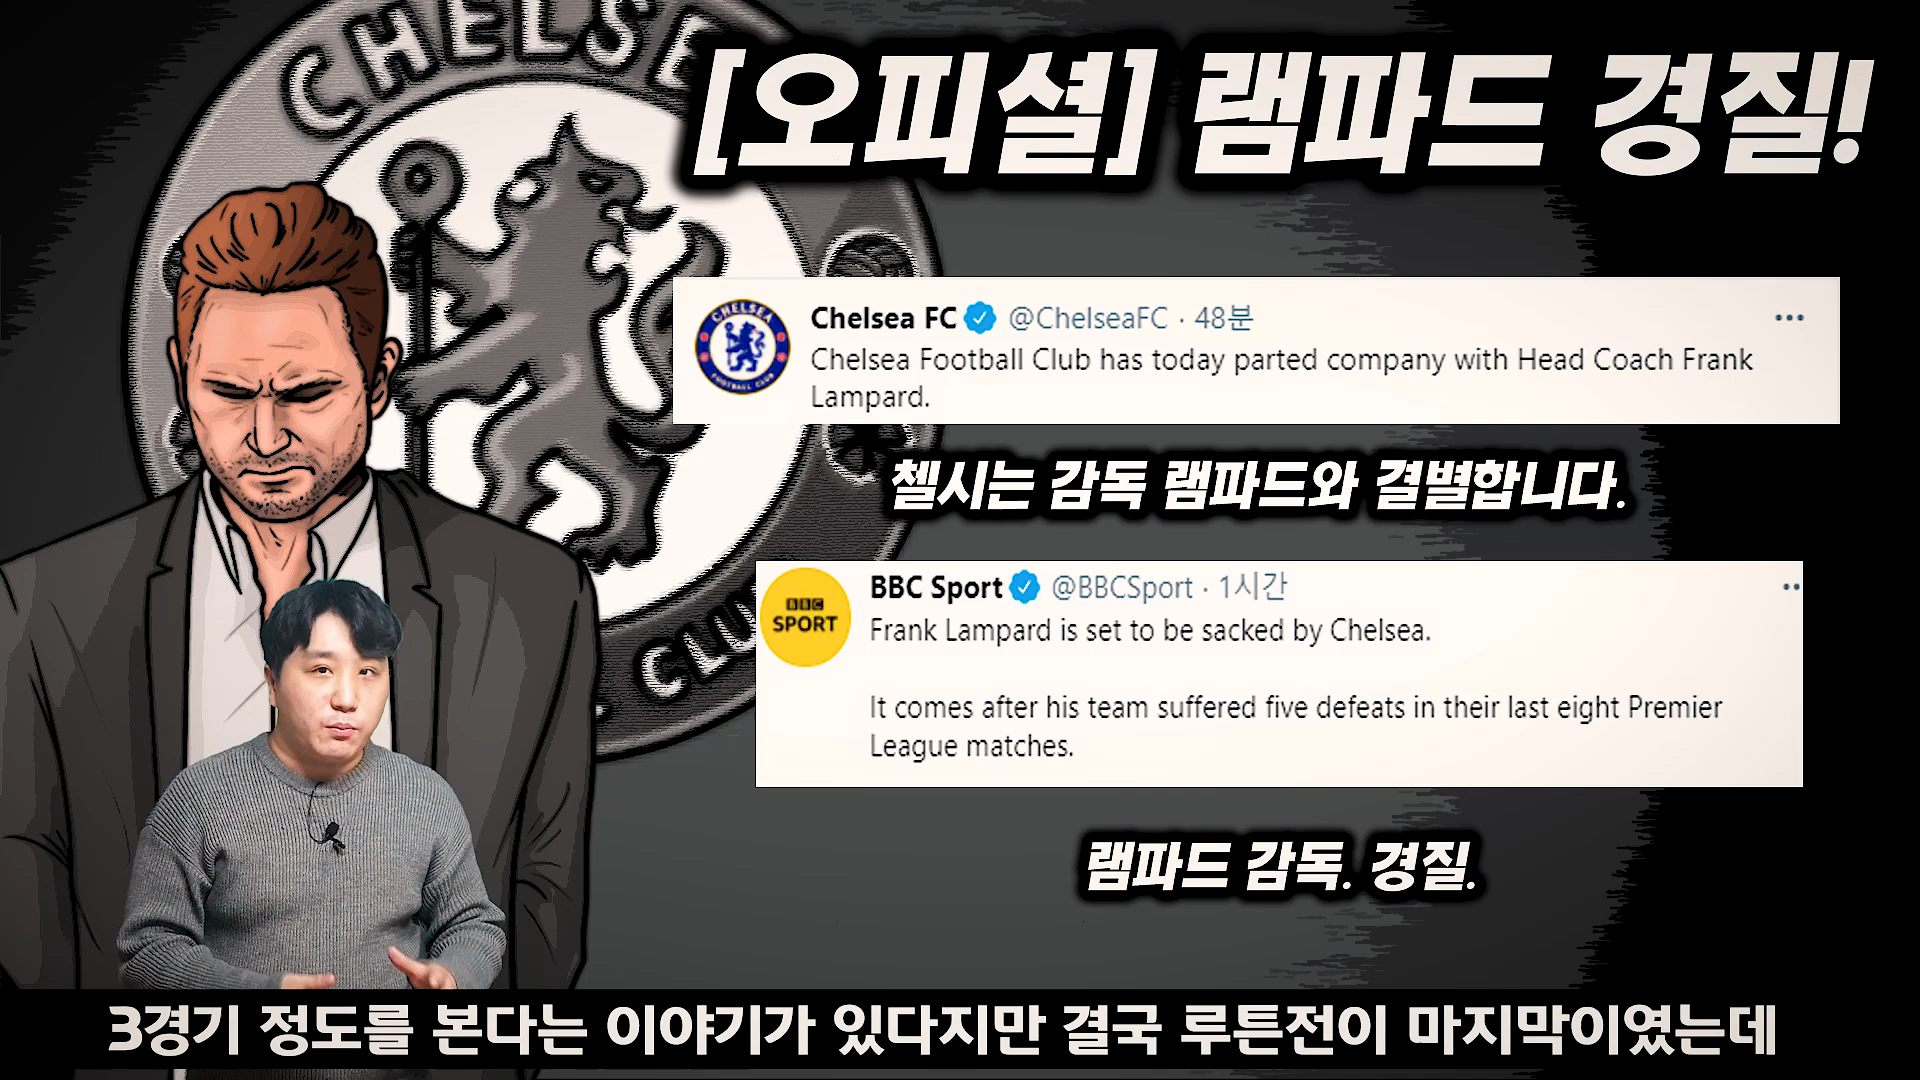 CHELSE
[오피셜] 램파드 경질!
CHELSEA
FOOTBALL CLUB
Chelsea FC @ChelseaFC · 48분
Chelsea Football Club has today parted company with Head Coach Frank
Lampard.
첼시는 감독 램파드와 결별합니다.
BBC
SPORT
BBC Sport @BBCSport · 1시간
Frank Lampard is set to be sacked by Chelsea.
It comes after his team suffered five defeats in their last eight Premier
League matches.
CLU
램파드 감독. 경질.
3경기 정도를 본다는 이야기가 있다지만 결국 루튼전이 마지막이였는데